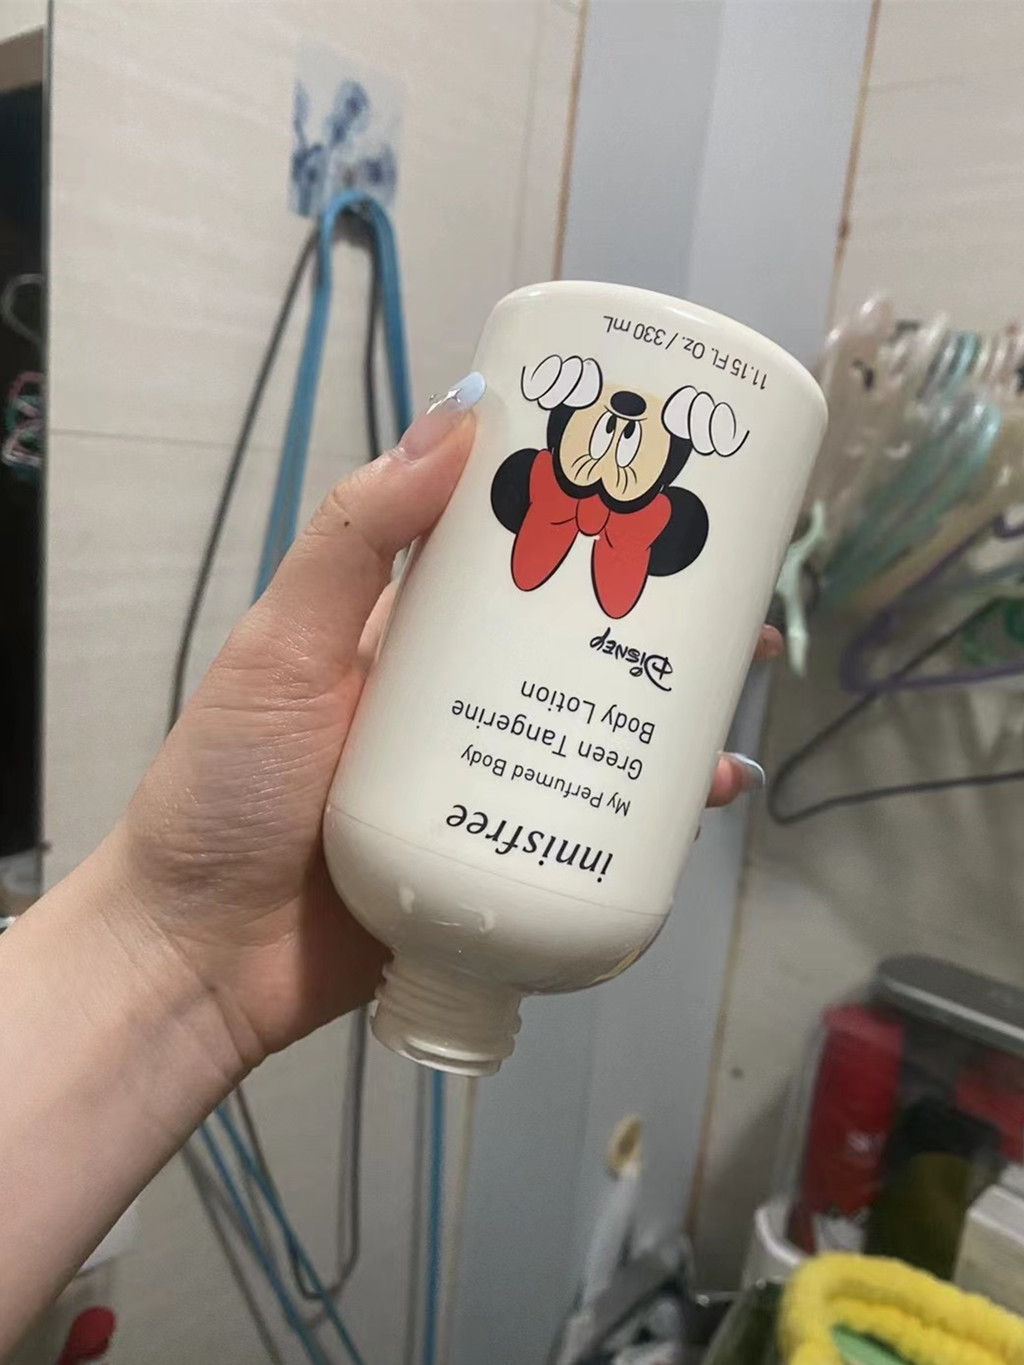 innisfree
My Perfumed Body
Green Tangerine
Body Lotion
Disney
11.15 FL. Oz. / 330 mL